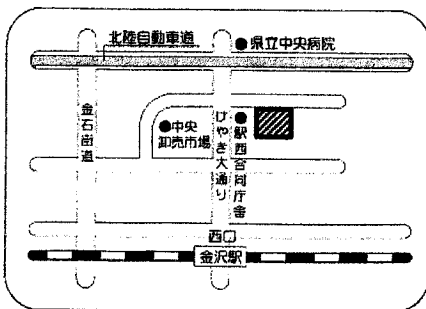 北陸自動車道
●県立中央病院
金石街道
●中央
卸売市場
けやき大通り
●駅西合同庁舎
西口
金沢駅